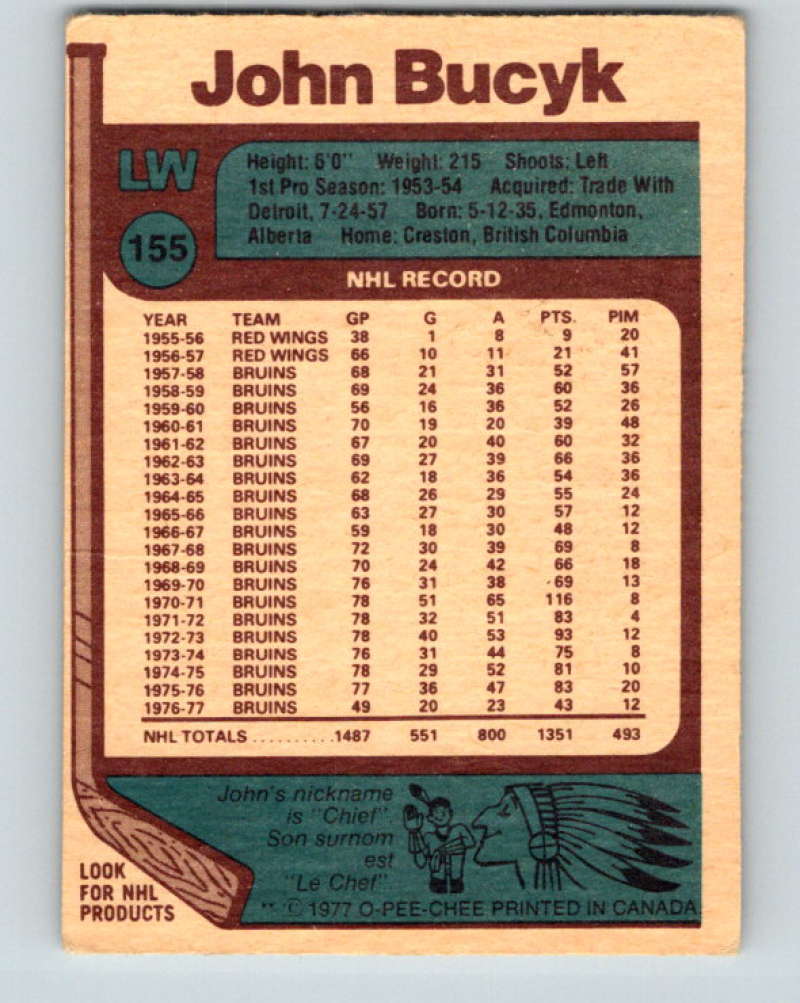 John Bucyk
LW
155
Height: 6'0" Weight: 215 Shoots: Left
1st Pro Season: 1953-54 Acquired: Trade With
Detroit, 7-24-57 Born: 5-12-35, Edmonton,
Alberta Home: Creston, British Columbia
NHL RECORD
YEAR TEAM GP G A PTS. PIM
1955-56 RED WINGS 38 1 8 9 20
1956-57 RED WINGS 66 10 11 21 41
1957-58 BRUINS 68 21 31 52 57
1958-59 BRUINS 69 24 36 60 36
1959-60 BRUINS 56 16 36 52 26
1960-61 BRUINS 70 19 20 39 48
1961-62 BRUINS 67 20 40 60 32
1962-63 BRUINS 69 27 39 66 36
1963-64 BRUINS 62 18 36 54 36
1964-65 BRUINS 68 26 29 55 24
1965-66 BRUINS 63 27 30 57 12
1966-67 BRUINS 59 18 30 48 12
1967-68 BRUINS 72 30 39 69 8
1968-69 BRUINS 70 24 42 66 18
1969-70 BRUINS 76 31 38 69 13
1970-71 BRUINS 78 51 65 116 8
1971-72 BRUINS 78 32 51 83 4
1972-73 BRUINS 78 40 53 93 12
1973-74 BRUINS 76 31 44 75 8
1974-75 BRUINS 78 29 52 81 10
1975-76 BRUINS 77 36 47 83 20
1976-77 BRUINS 49 20 23 43 12
NHL TOTALS ..........1487 551 800 1351 493
John's nickname
is "Chief".
Son surnom
est
"Le Chef"
LOOK
FOR NHL
PRODUCTS
** © 1977 O-PEE-CHEE PRINTED IN CANADA